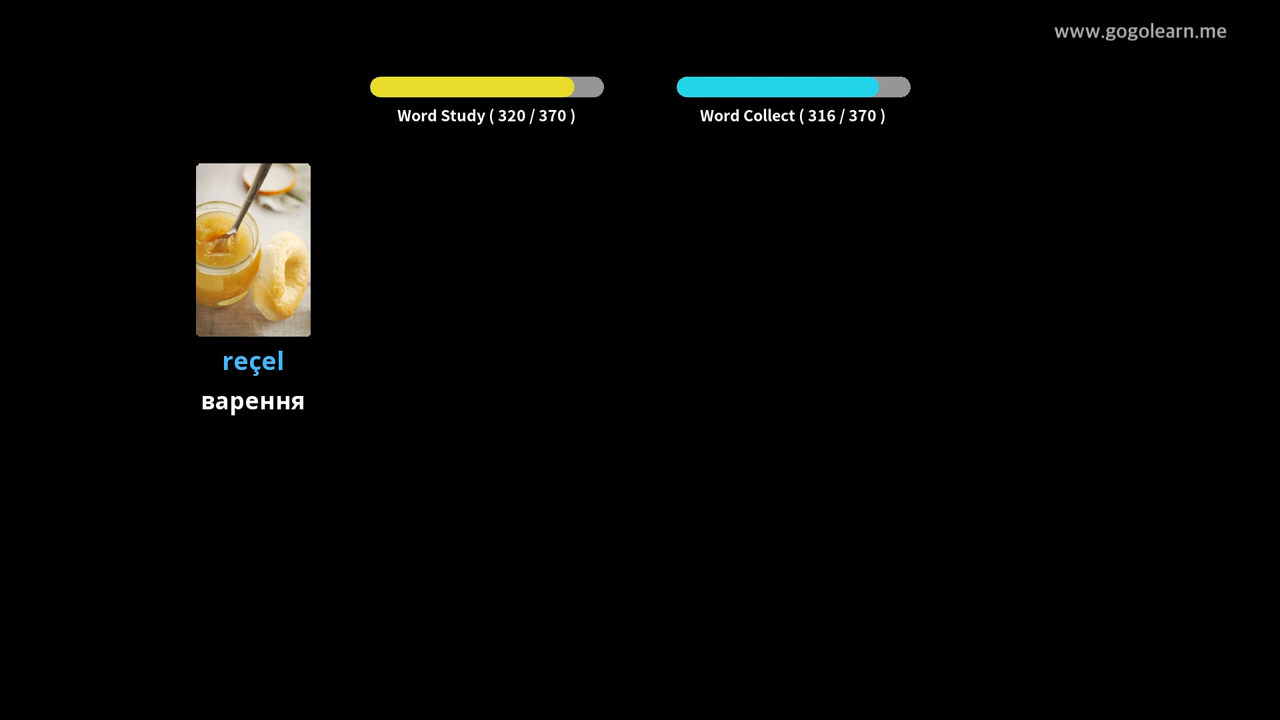 www.gogolearn.me
Word Study ( 320 / 370 )
Word Collect ( 316 / 370 )
reçel
варення